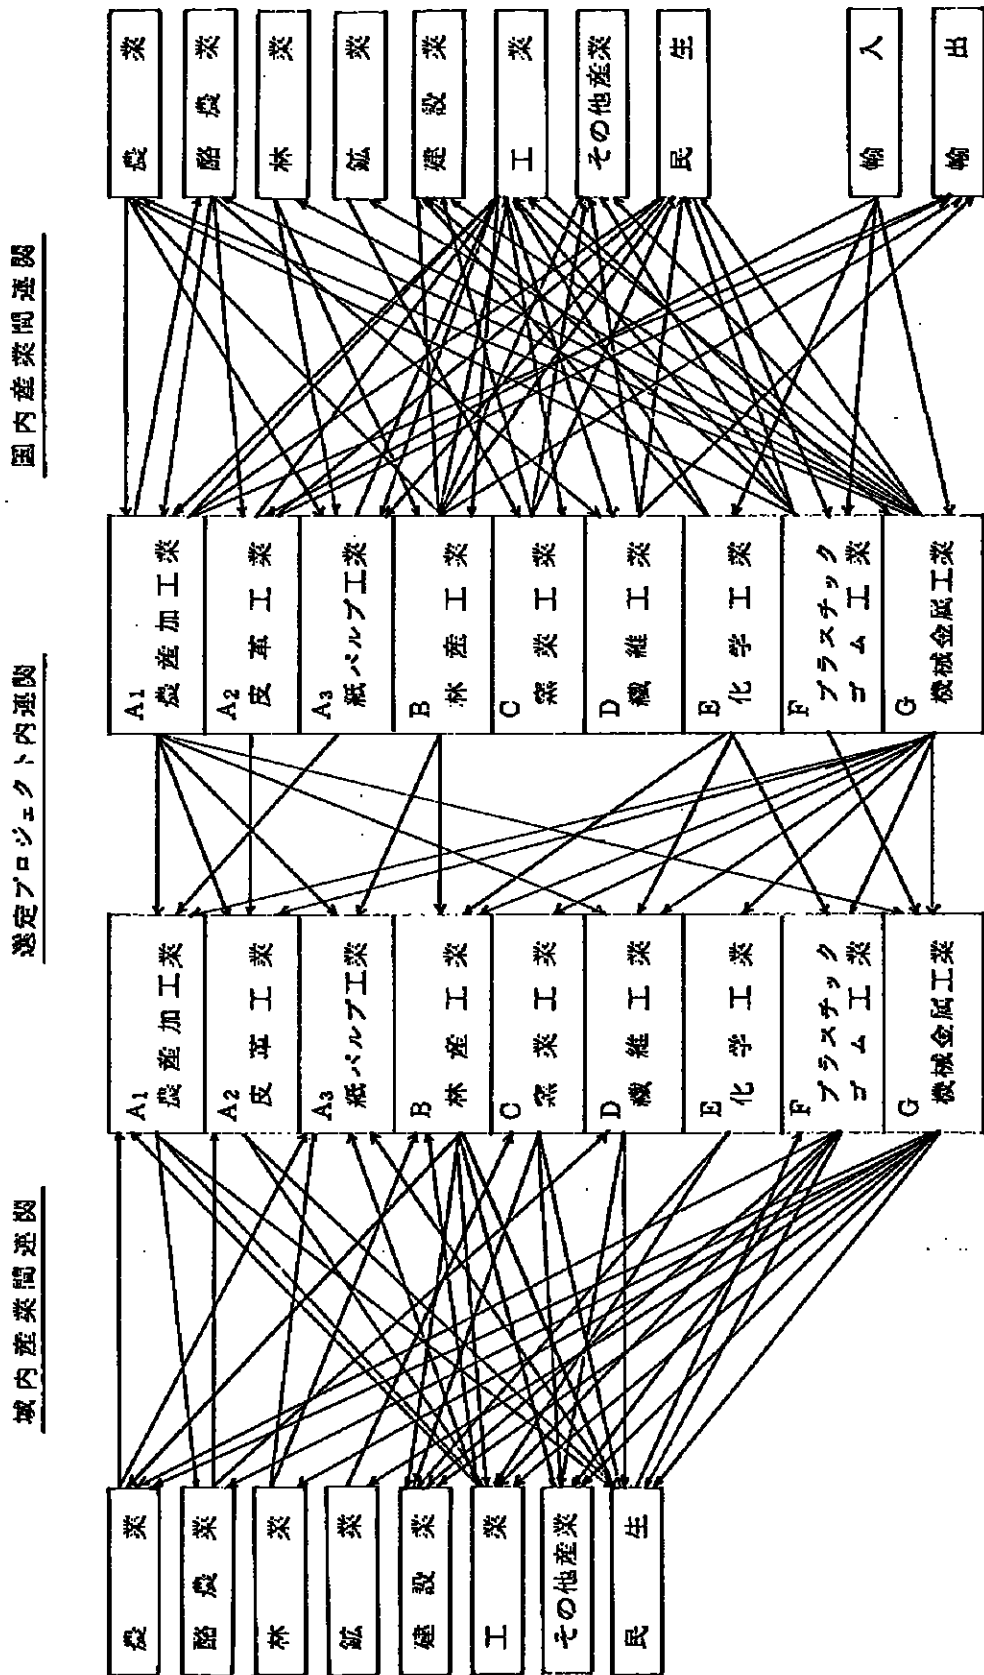 域内産業間連関
選定プロジェクト内連関
国内産業間連関
農業
酪農業
林業
鉱業
建設業
工業
その他産業
民生
A1
農産加工業
A2
皮革工業
A3
紙パルプ工業
B
林産工業
C
窯業工業
D
繊維工業
E
化学工業
F
プラスチック
ゴム工業
G
機械金属工業
A1
農産加工業
A2
皮革工業
A3
紙パルプ工業
B
林産工業
C
窯業工業
D
繊維工業
E
化学工業
F
プラスチック
ゴム工業
G
機械金属工業
農業
酪農業
林業
鉱業
建設業
工業
その他産業
民生
輸入
輸出